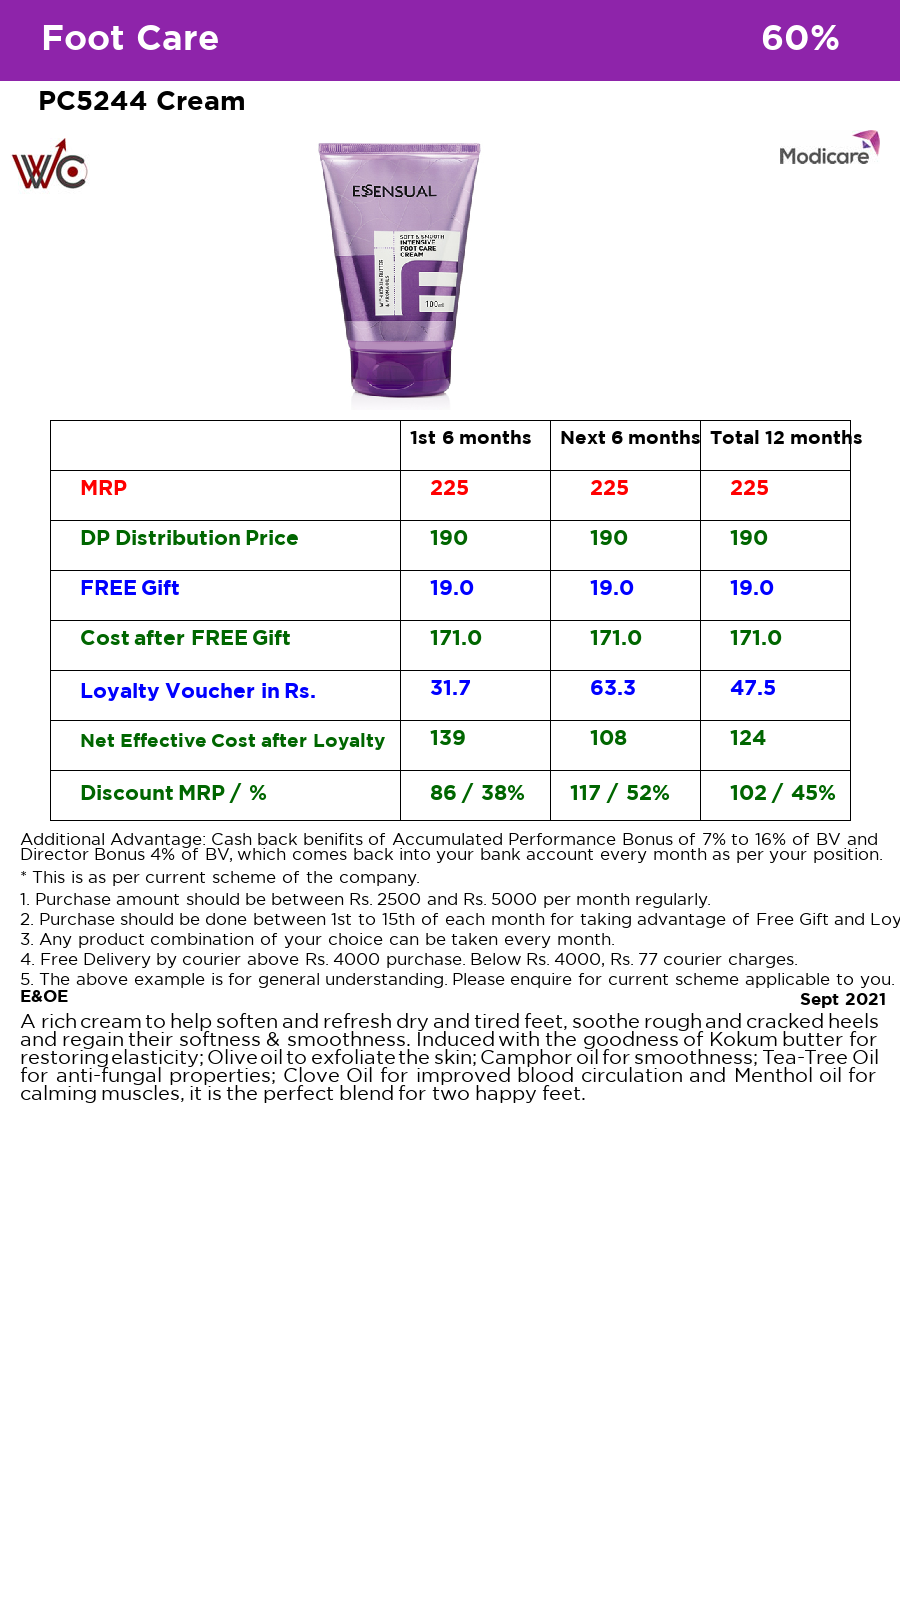 Foot Care 60%
PC5244 Cream
WC
Modicare
ESSENSUAL
SOFT & SMOOTH
INTENSIVE
FOOT CARE
CREAM
100ml
1st 6 months Next 6 months Total 12 months
MRP 225 225 225
DP Distribution Price 190 190 190
FREE Gift 19.0 19.0 19.0
Cost after FREE Gift 171.0 171.0 171.0
Loyalty Voucher in Rs. 31.7 63.3 47.5
Net Effective Cost after Loyalty 139 108 124
Discount MRP / % 86 / 38% 117 / 52% 102 / 45%
Additional Advantage: Cash back benifits of Accumulated Performance Bonus of 7% to 16% of BV and
Director Bonus 4% of BV, which comes back into your bank account every month as per your position.
* This is as per current scheme of the company.
1. Purchase amount should be between Rs. 2500 and Rs. 5000 per month regularly.
2. Purchase should be done between 1st to 15th of each month for taking advantage of Free Gift and Loy
3. Any product combination of your choice can be taken every month.
4. Free Delivery by courier above Rs. 4000 purchase. Below Rs. 4000, Rs. 77 courier charges.
5. The above example is for general understanding. Please enquire for current scheme applicable to you.
E&OE Sept 2021
A rich cream to help soften and refresh dry and tired feet, soothe rough and cracked heels
and regain their softness & smoothness. Induced with the goodness of Kokum butter for
restoring elasticity; Olive oil to exfoliate the skin; Camphor oil for smoothness; Tea-Tree Oil
for anti-fungal properties; Clove Oil for improved blood circulation and Menthol oil for
calming muscles, it is the perfect blend for two happy feet.